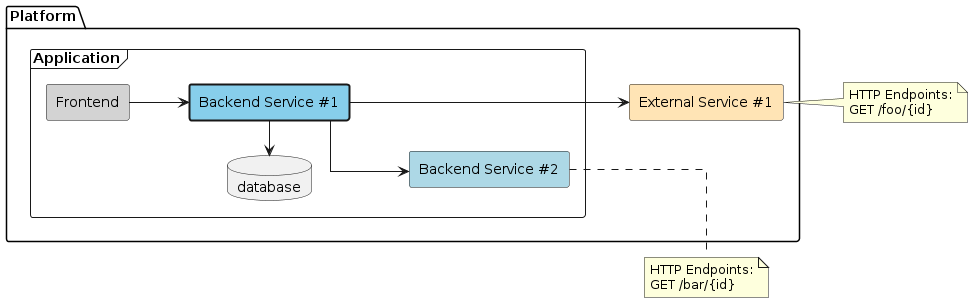 Platform
Application
Frontend
Backend Service #1
External Service #1
HTTP Endpoints:
GET /foo/{id}
database
Backend Service #2
HTTP Endpoints:
GET /bar/{id}